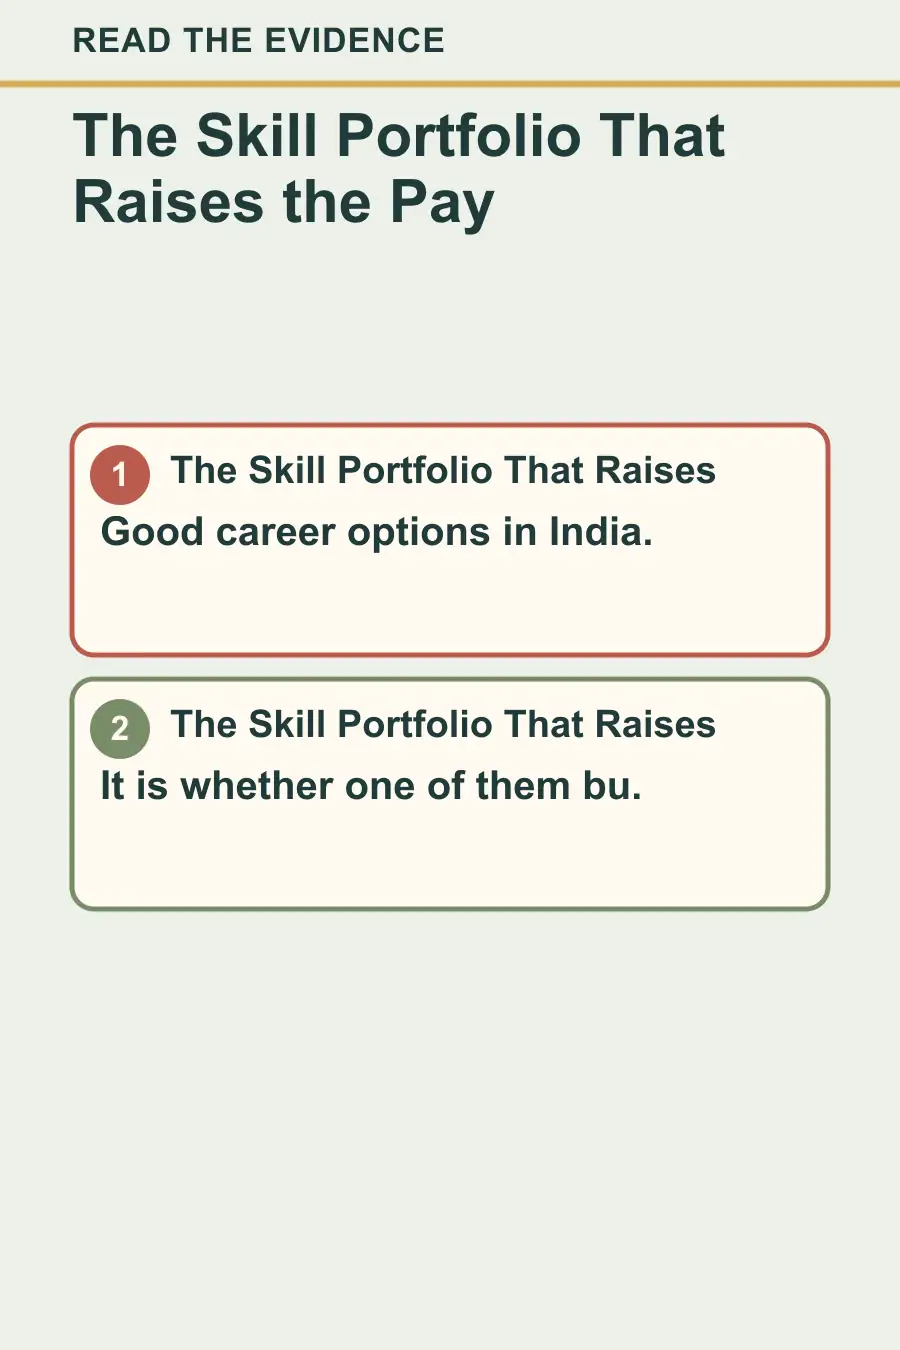 READ THE EVIDENCE
The Skill Portfolio That
Raises the Pay
1 The Skill Portfolio That Raises
Good career options in India.
2 The Skill Portfolio That Raises
It is whether one of them bu.